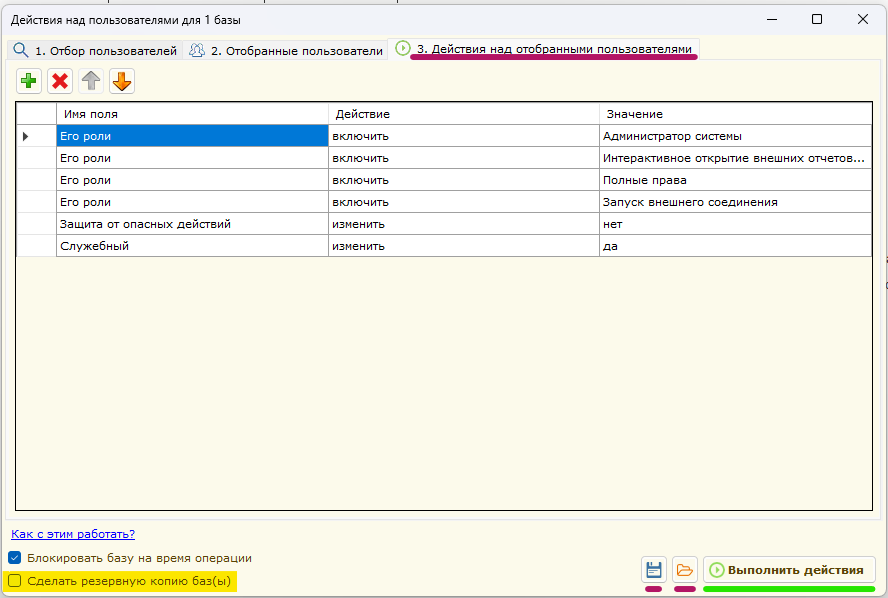 Действия над пользователями для 1 базы
1. Отбор пользователей 2. Отобранные пользователи 3. Действия над отобранными пользователями
Имя поля Действие Значение
Его роли включить Администратор системы
Его роли включить Интерактивное открытие внешних отчетов...
Его роли включить Полные права
Его роли включить Запуск внешнего соединения
Защита от опасных действий изменить нет
Служебный изменить да
Как с этим работать?
Блокировать базу на время операции
Сделать резервную копию баз(ы)
Выполнить действия